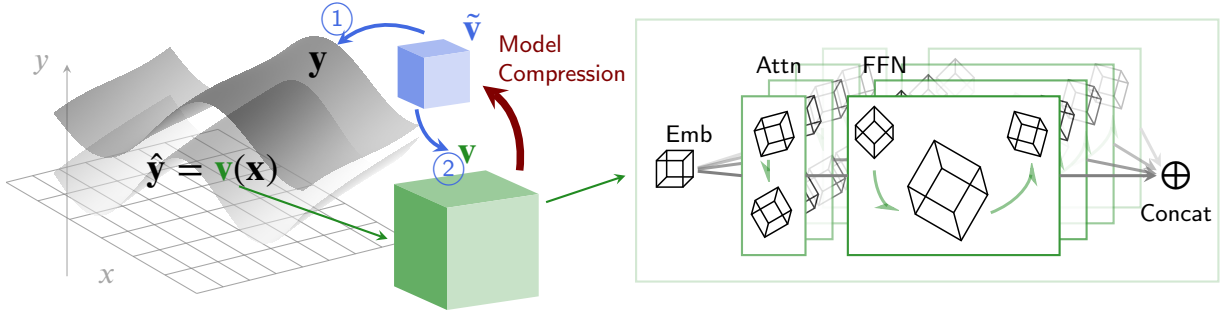 y
x
y
ŷ = v(x)
1
ṽ
Model
Compression
2
v
Emb
Attn
FFN
Concat